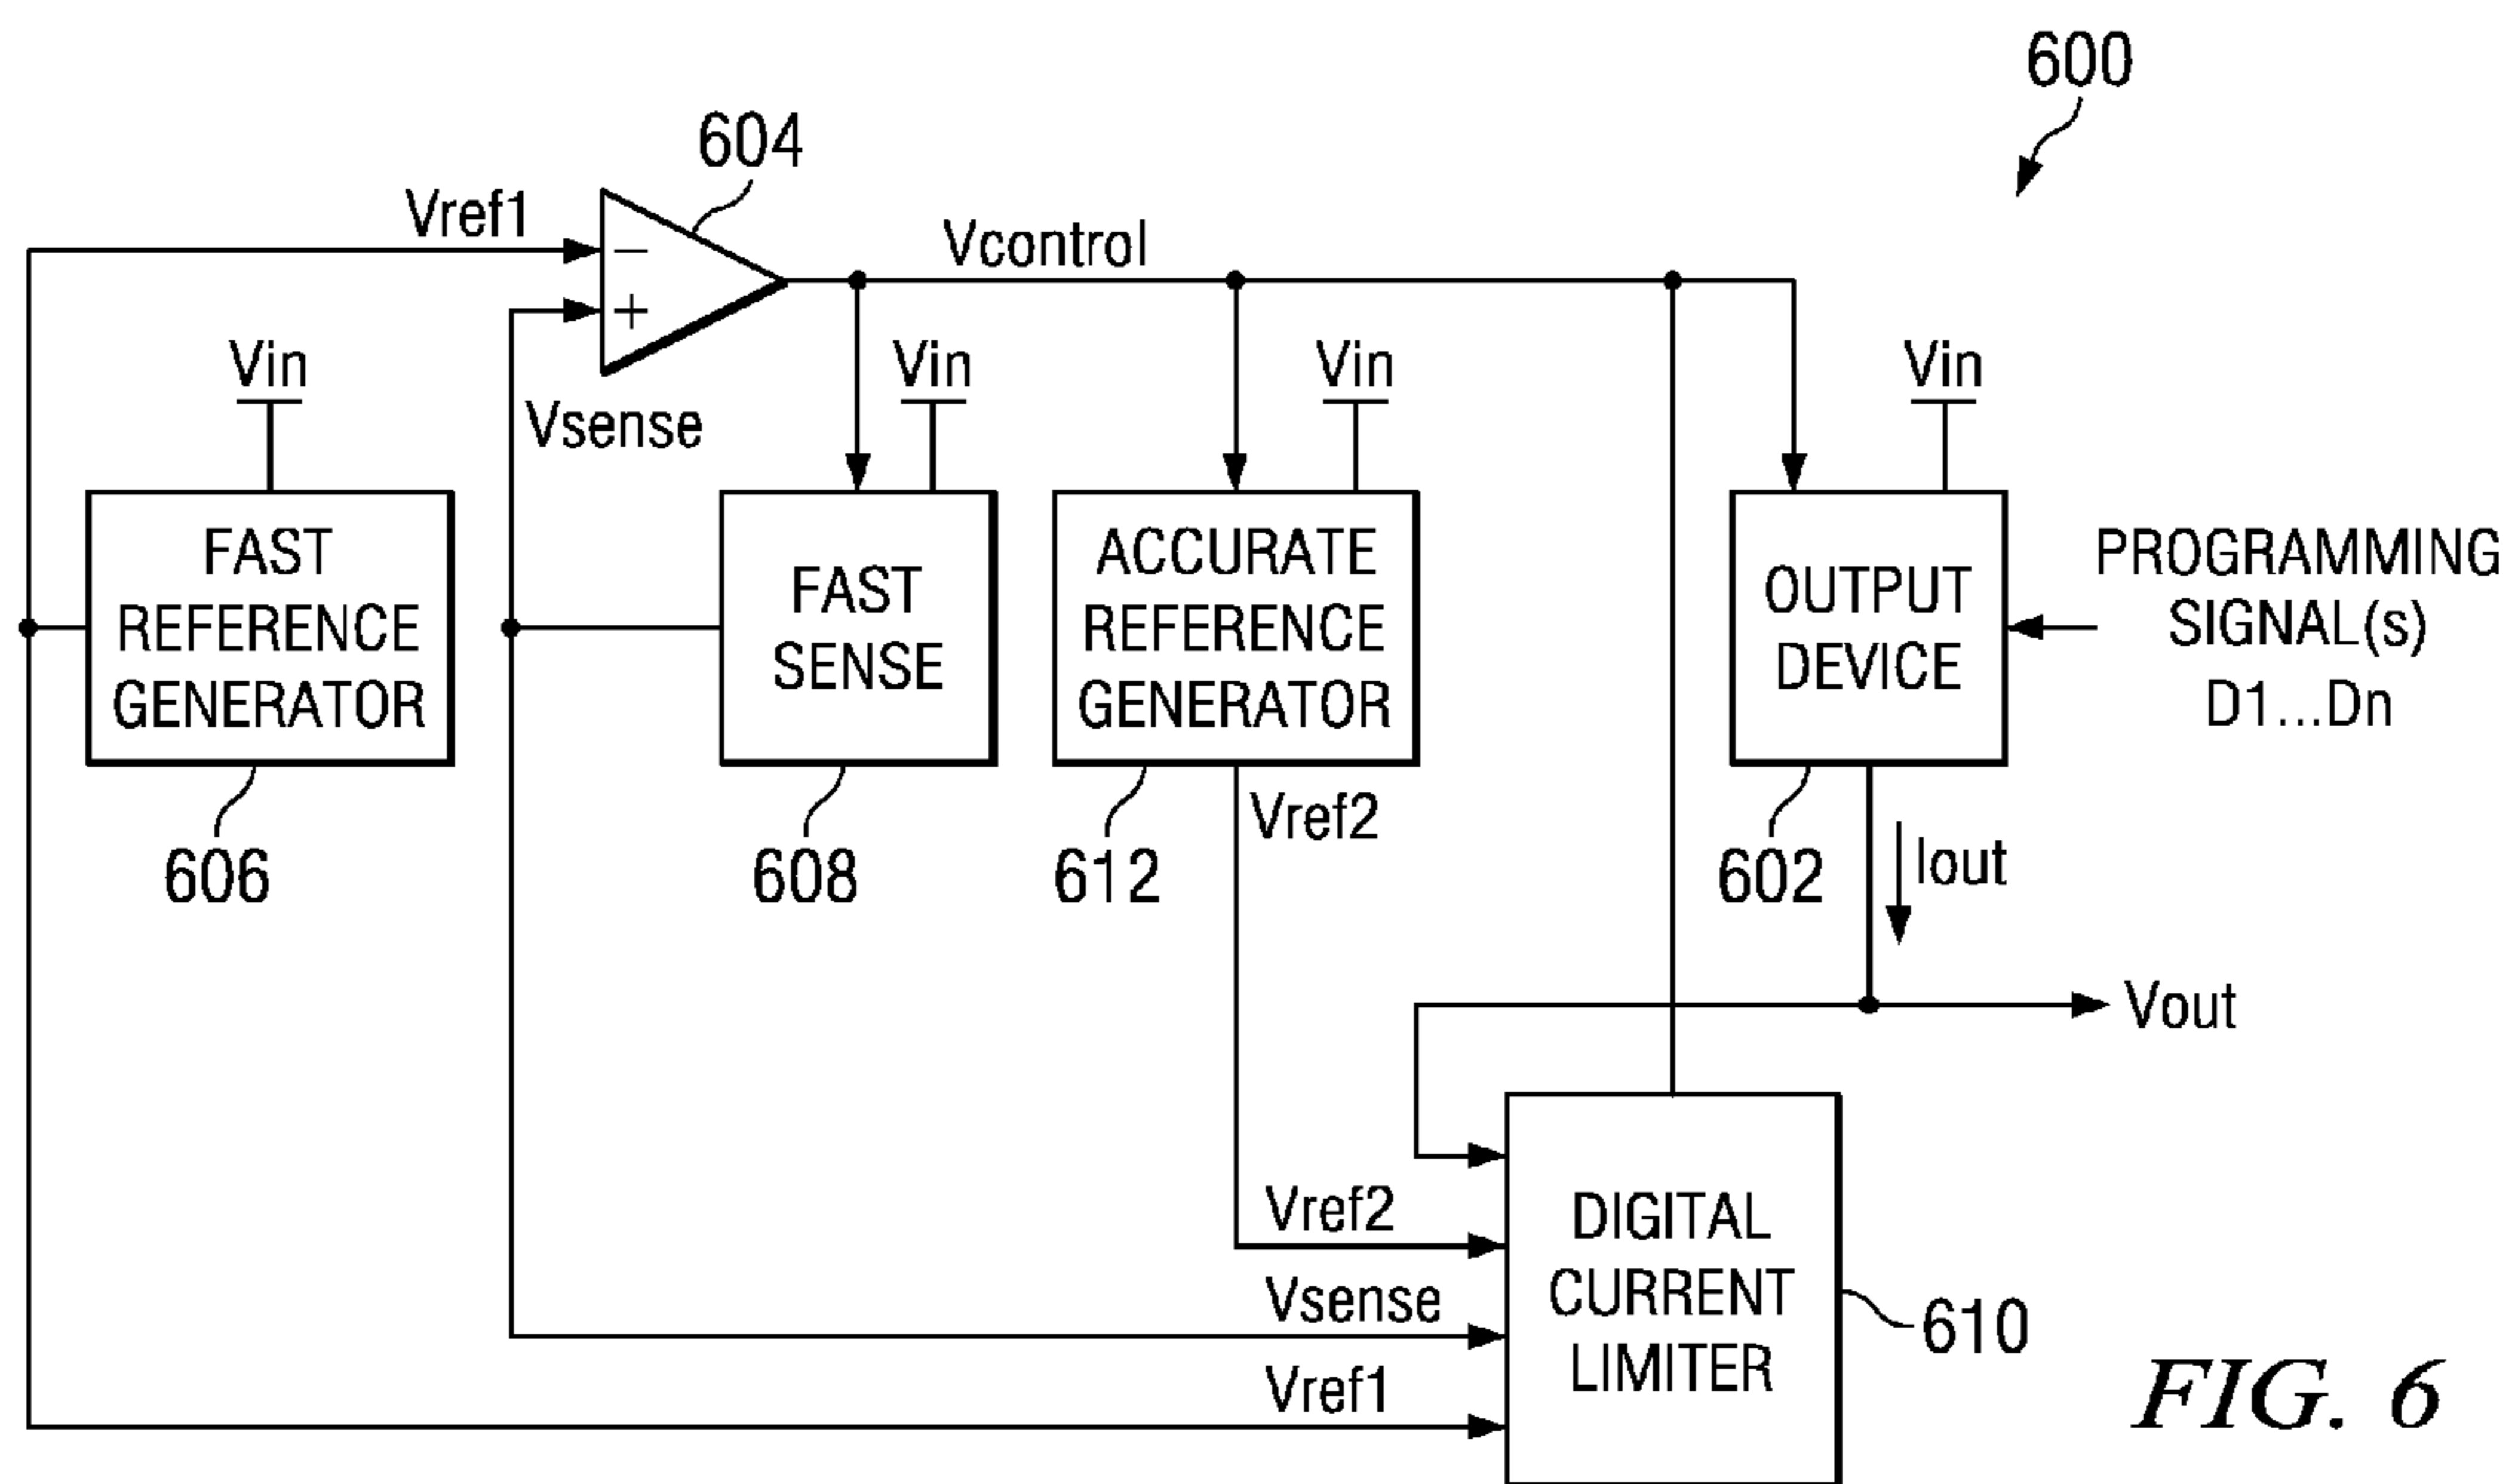 600
604
Vref1
−
+
Vcontrol
Vin
Vin
Vin
Vin
Vsense
FAST
REFERENCE
GENERATOR
FAST
SENSE
ACCURATE
REFERENCE
GENERATOR
OUTPUT
DEVICE
PROGRAMMING
SIGNAL(s)
D1...Dn
606
608
612
Vref2
602
Iout
Vout
Vref2
Vsense
Vref1
DIGITAL
CURRENT
LIMITER
610
FIG. 6